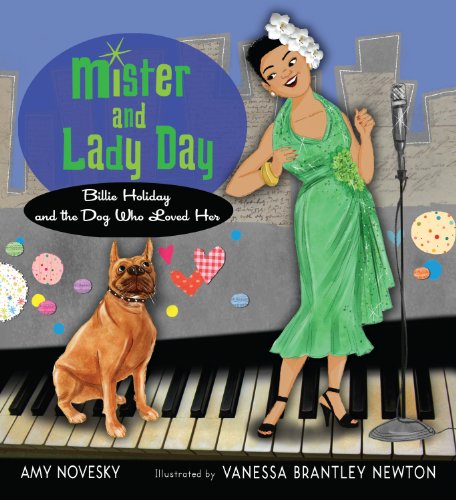 Mister
and
Lady Day
Billie Holiday
and the Dog Who Loved Her
AMY NOVESKY Illustrated by VANESSA BRANTLEY NEWTON